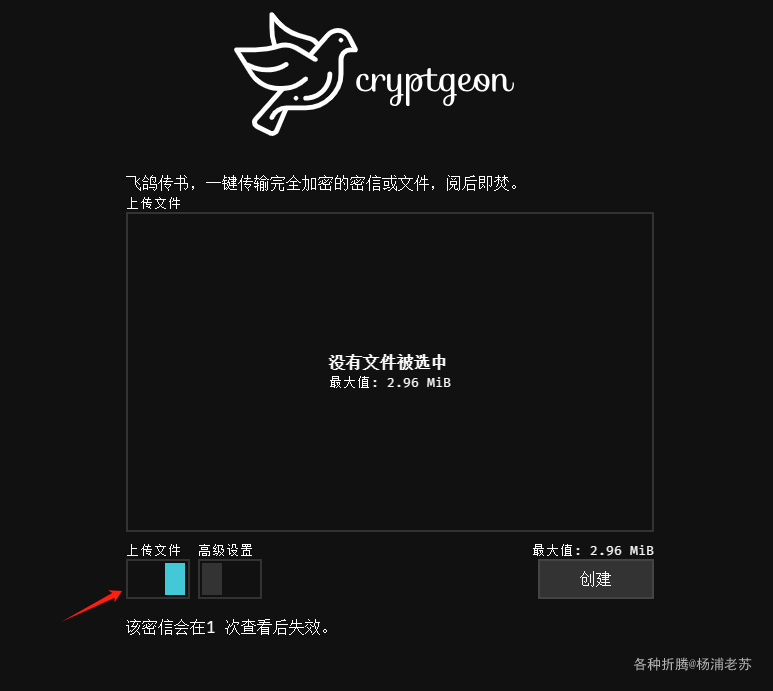 cryptgeon
飞鸽传书，一键传输完全加密的密信或文件，阅后即焚。
上传文件
没有文件被选中
最大值: 2.96 MiB
上传文件 高级设置 最大值: 2.96 MiB
创建
该密信会在1 次查看后失效。
各种折腾@杨浦老苏